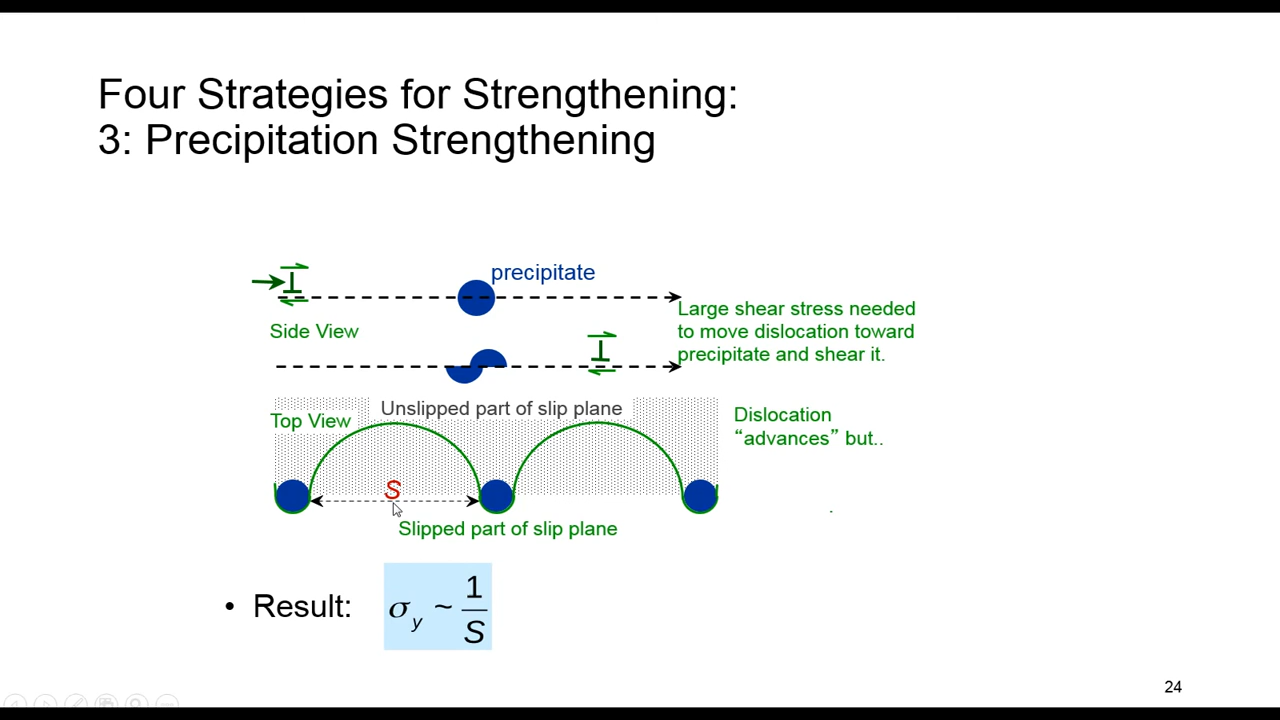 Four Strategies for Strengthening:
3: Precipitation Strengthening
precipitate
Side View
Large shear stress needed
to move dislocation toward
precipitate and shear it.
Unslipped part of slip plane
Top View
Dislocation
“advances” but..
S
Slipped part of slip plane
• Result: σy ~ 1/S
24